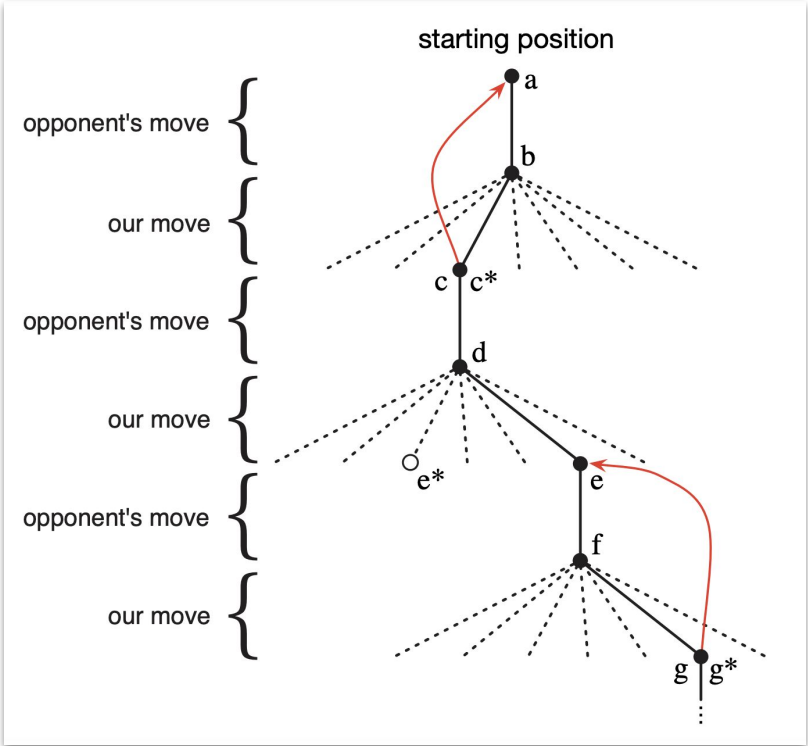 starting position
a
opponent's move
b
our move
c c*
opponent's move
d
our move
e*
e
opponent's move
f
our move
g g*